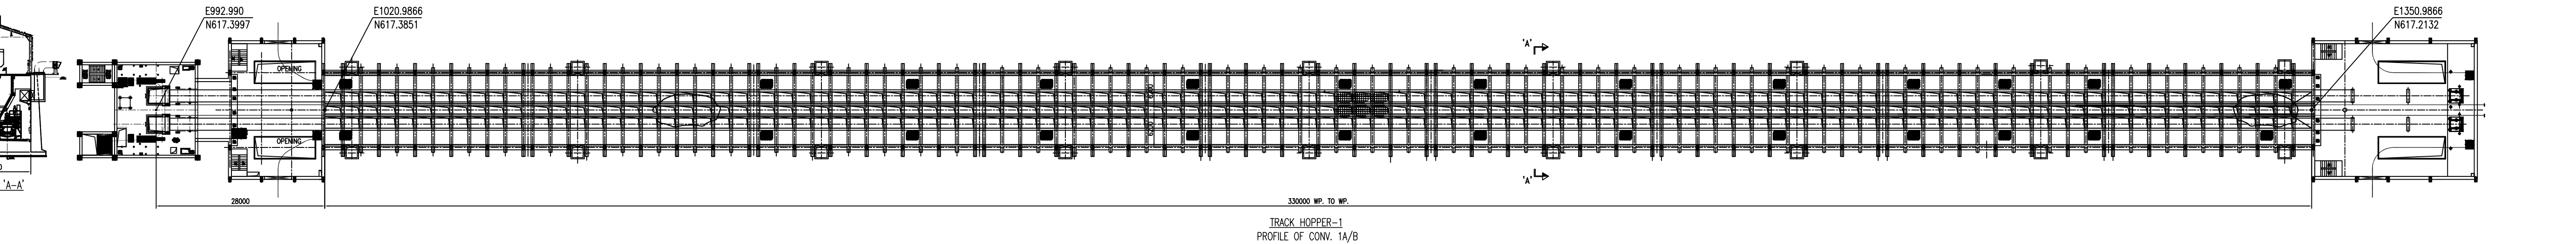 E992.990
N617.3997
E1020.9866
N617.3851
E1350.9866
N617.2132
'A'
OPENING
OPENING
'A'
'A-A'
28000
330000 WP. TO WP.
TRACK HOPPER-1
PROFILE OF CONV. 1A/B